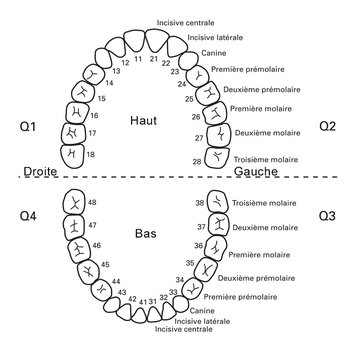 Incisive centrale
Incisive latérale
Canine
Première prémolaire
Deuxième prémolaire
Première molaire
Deuxième molaire
Troisième molaire
11 21
12 22
13 23
14 24
15 25
16 26
17 27
18 28
Q1 Haut Q2
Droite Gauche
Q4 Bas Q3
48 38 Troisième molaire
47 37 Deuxième molaire
46 36 Première molaire
45 35 Deuxième prémolaire
44 34 Première prémolaire
43 33 Canine
42 32 Incisive latérale
41 31 Incisive centrale